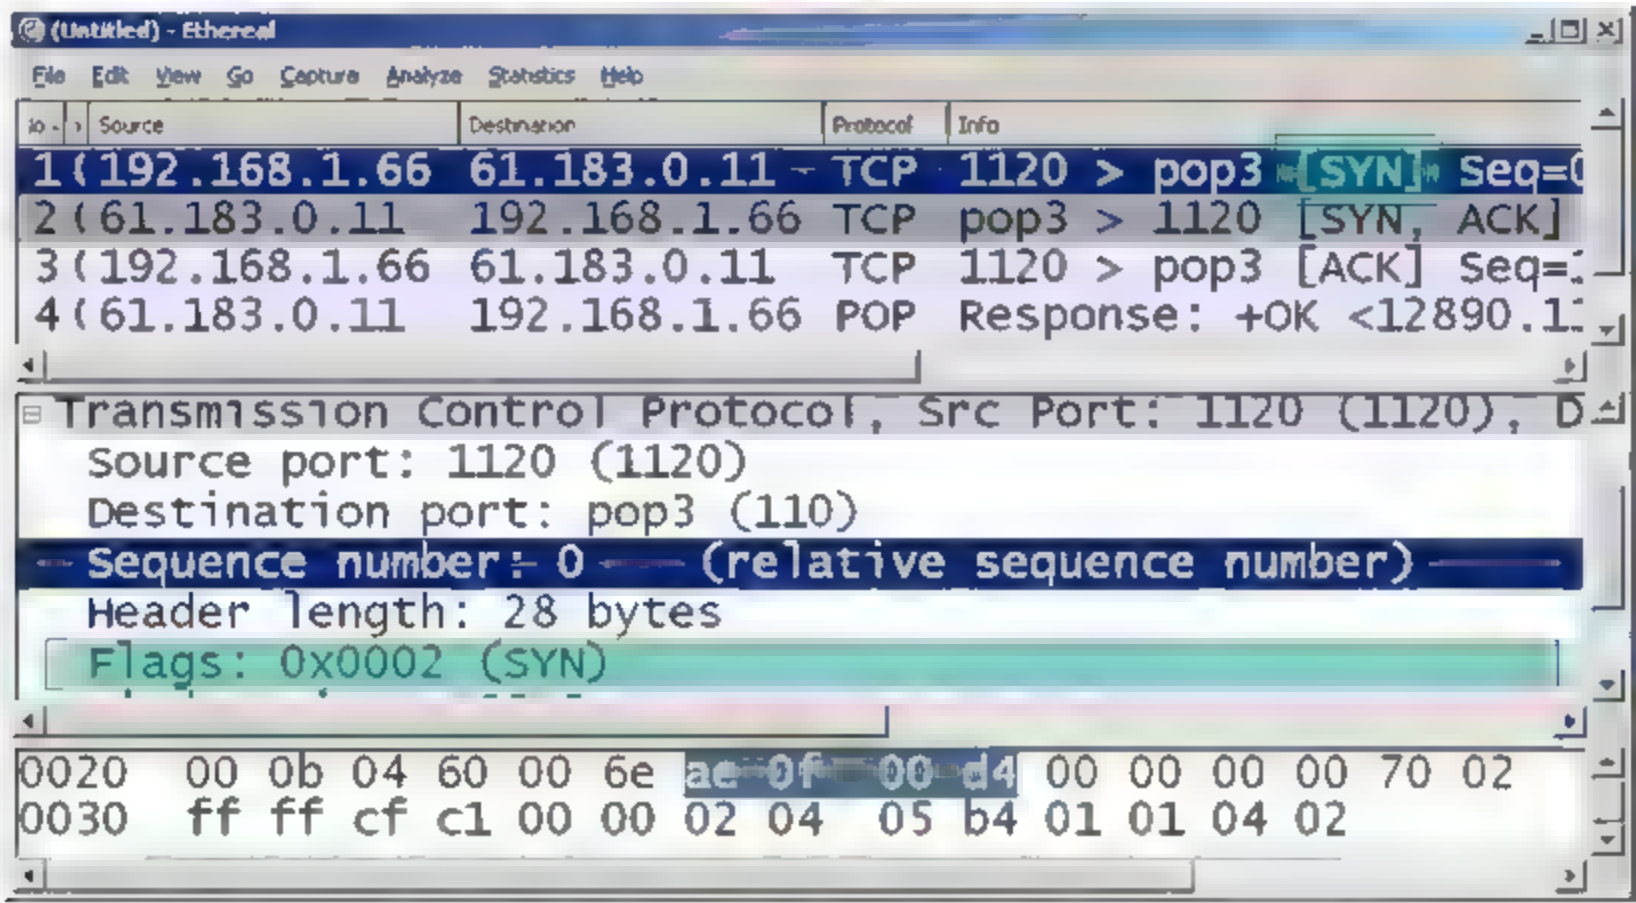 (Untitled) - Ethereal
File Edit View Go Capture Analyze Statistics Help
Source Destination Protocol Info
1 ( 192.168.1.66 61.183.0.11 TCP 1120 > pop3 [SYN] Seq=0
2 ( 61.183.0.11 192.168.1.66 TCP pop3 > 1120 [SYN, ACK]
3 ( 192.168.1.66 61.183.0.11 TCP 1120 > pop3 [ACK] Seq=1
4 ( 61.183.0.11 192.168.1.66 POP Response: +OK <12890.1
Transmission Control Protocol, Src Port: 1120 (1120), D
Source port: 1120 (1120)
Destination port: pop3 (110)
Sequence number: 0 (relative sequence number)
Header length: 28 bytes
Flags: 0x0002 (SYN)
0020 00 0b 04 60 00 6e ae 0f 00 d4 00 00 00 00 70 02
0030 ff ff cf c1 00 00 02 04 05 b4 01 01 04 02